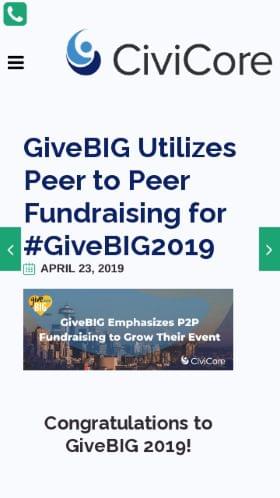 CiviCore
GiveBIG Utilizes
Peer to Peer
Fundraising for
#GiveBIG2019
APRIL 23, 2019
give
BIG
GiveBIG Emphasizes P2P
Fundraising to Grow Their Event
CiviCore
Congratulations to
GiveBIG 2019!